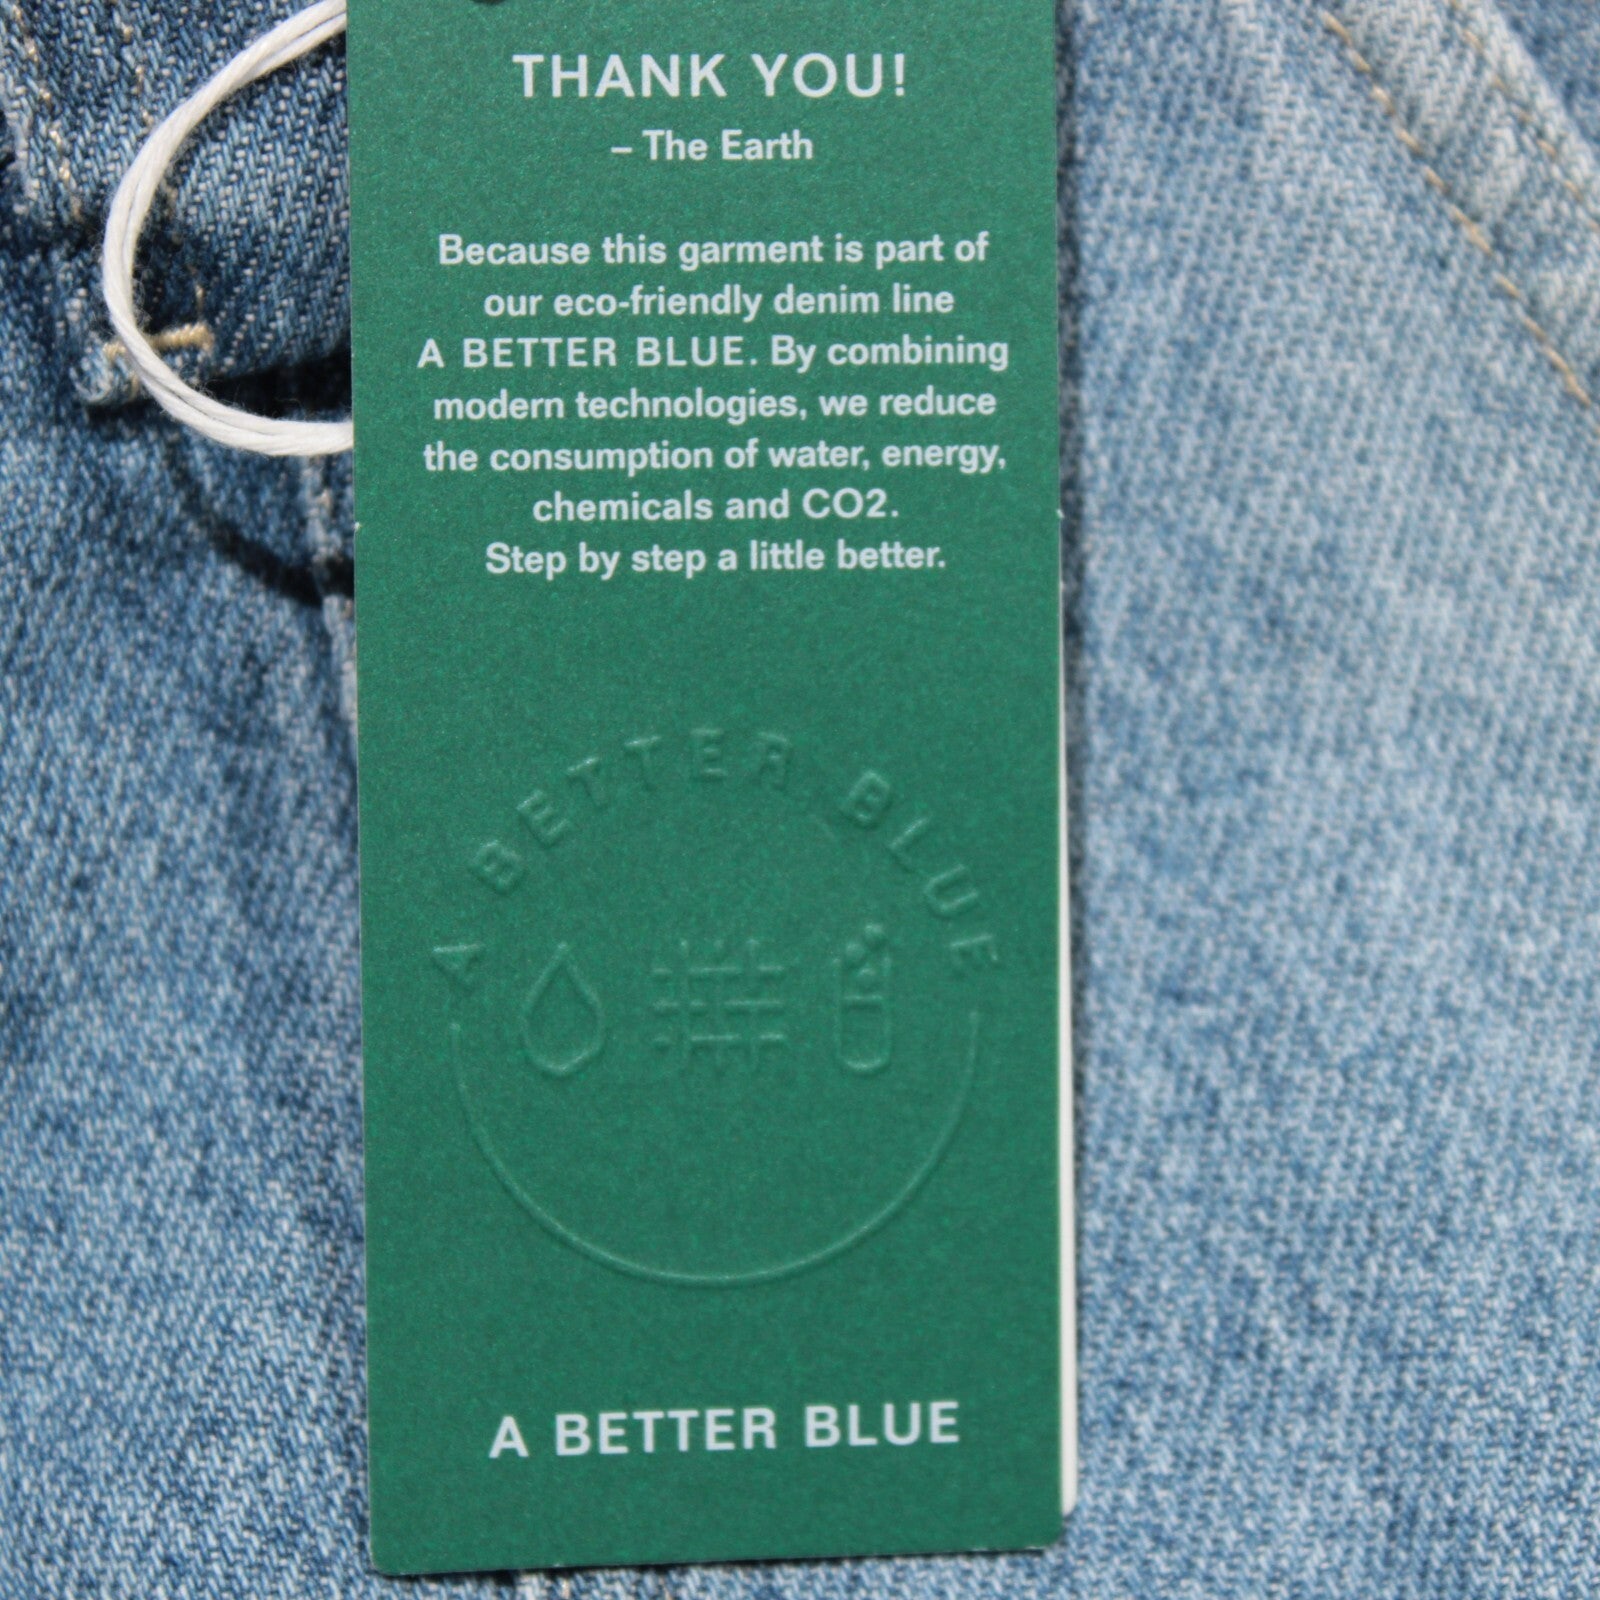 THANK YOU!
– The Earth
Because this garment is part of
our eco-friendly denim line
A BETTER BLUE. By combining
modern technologies, we reduce
the consumption of water, energy,
chemicals and CO2.
Step by step a little better.
A BETTER BLUE
A BETTER BLUE